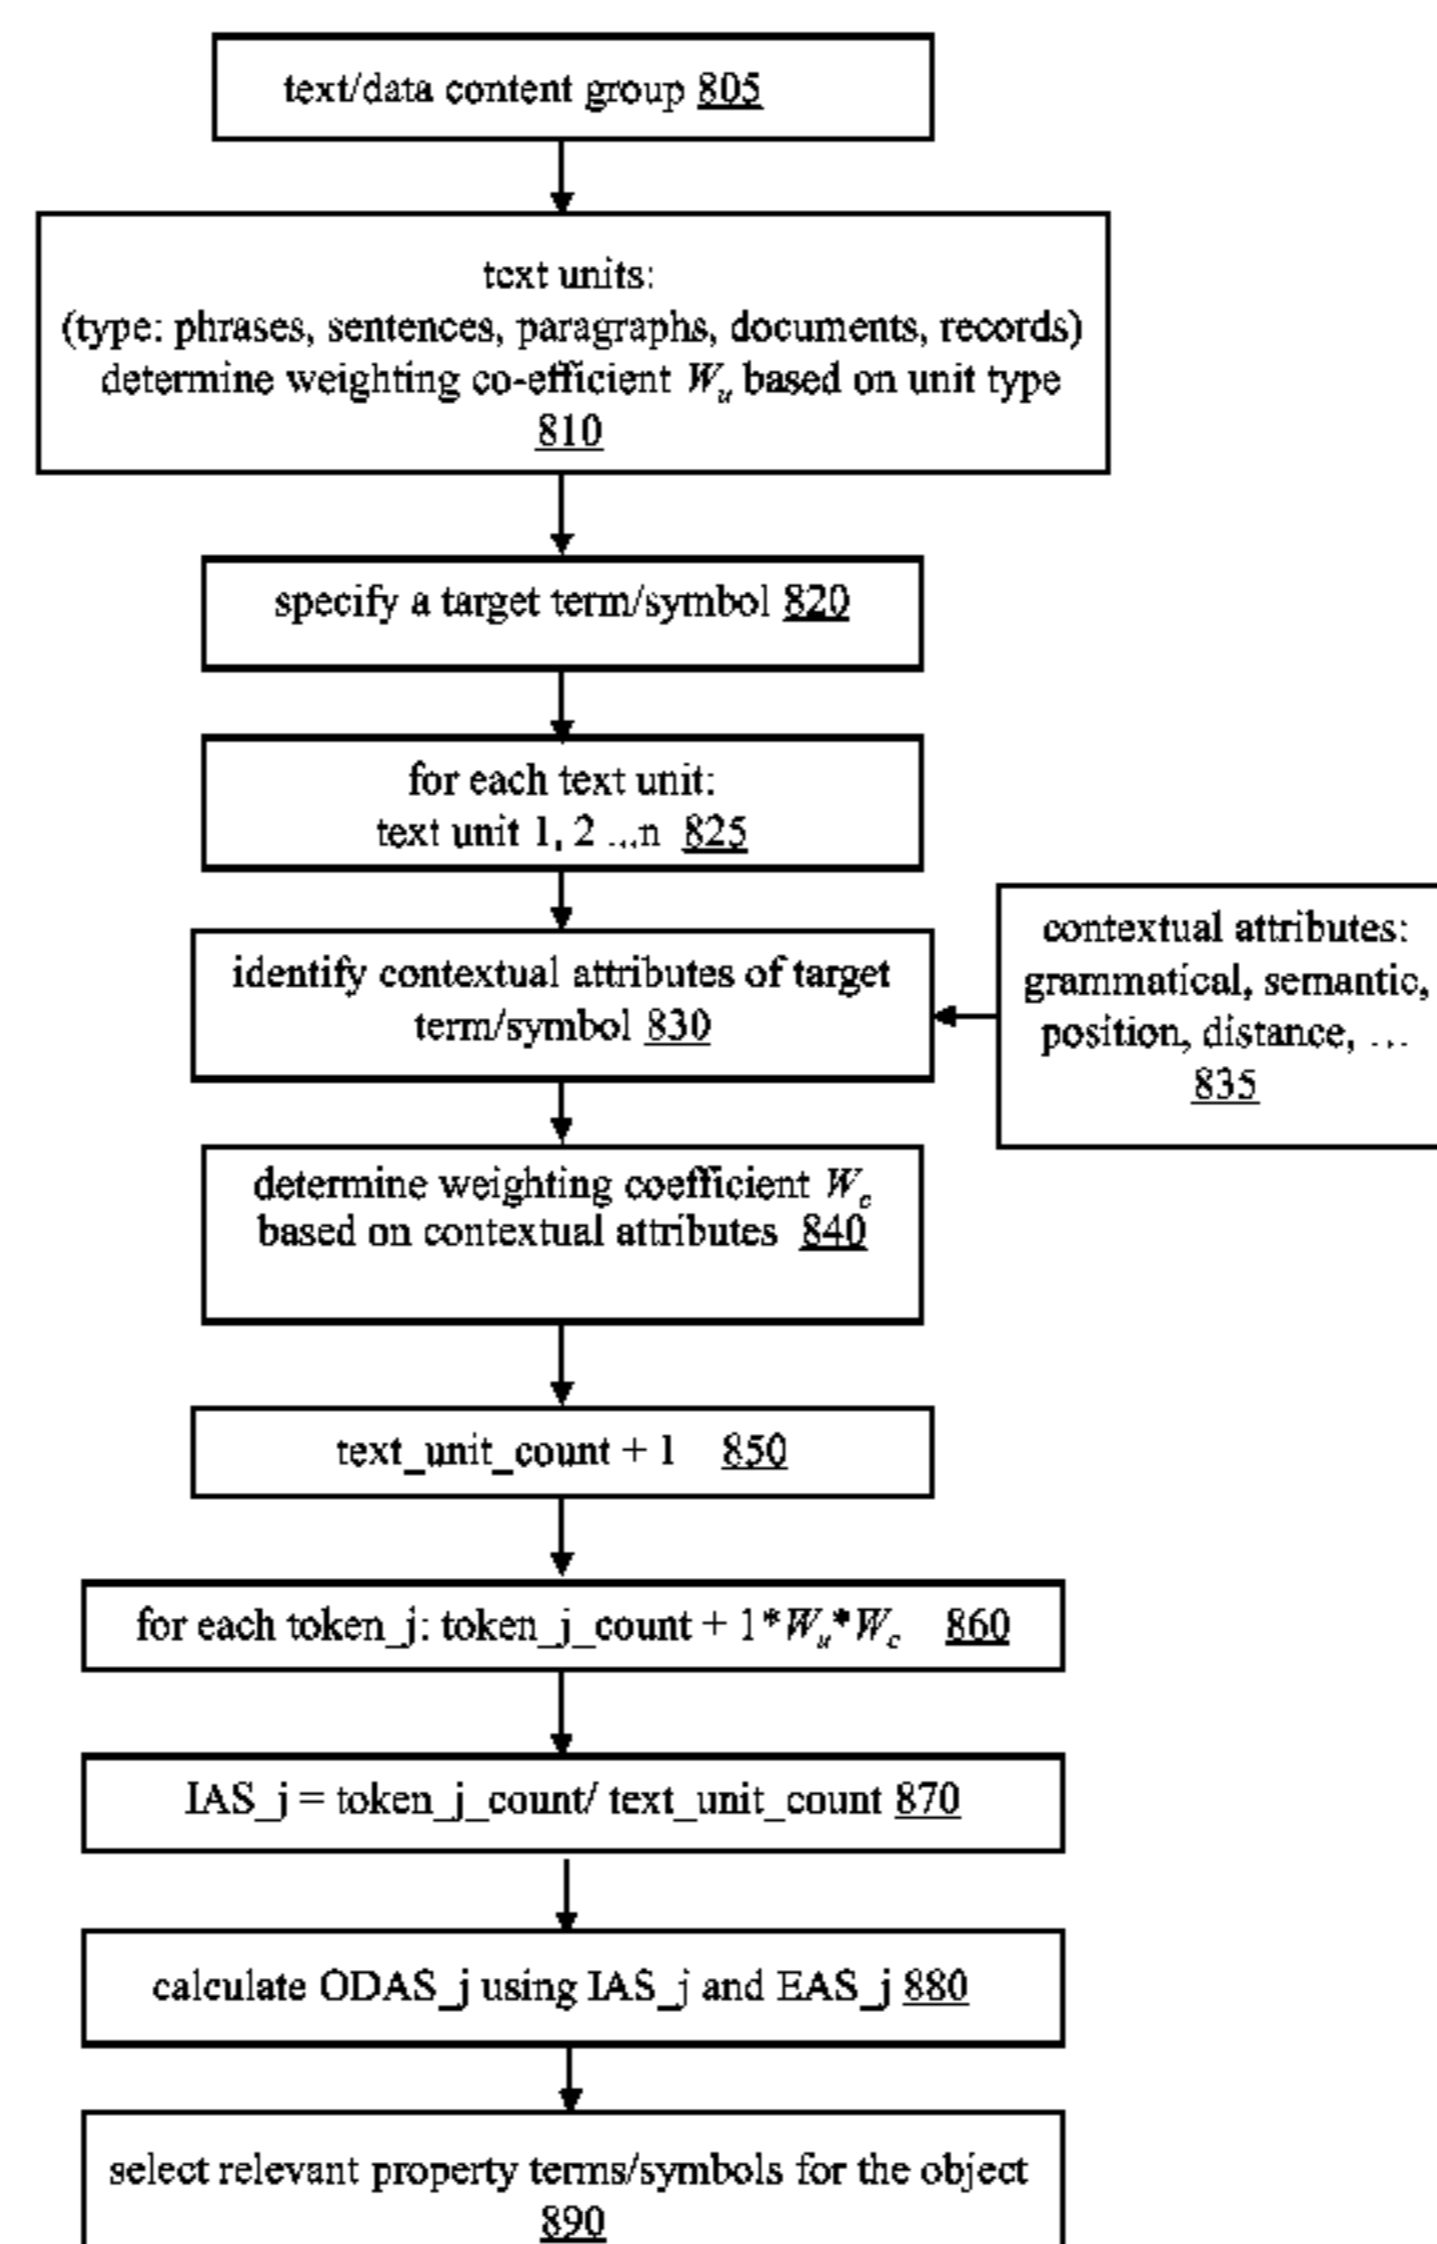 text/data content group 805
text units:
(type: phrases, sentences, paragraphs, documents, records)
determine weighting co-efficient Wu based on unit type
810
specify a target term/symbol 820
for each text unit:
text unit 1, 2 ...n 825
identify contextual attributes of target
term/symbol 830
contextual attributes:
grammatical, semantic,
position, distance, ...
835
determine weighting coefficient Wc
based on contextual attributes 840
text_unit_count + 1 850
for each token_j: token_j_count + 1*Wu*Wc 860
IAS_j = token_j_count/ text_unit_count 870
calculate ODAS_j using IAS_j and EAS_j 880
select relevant property terms/symbols for the object
890